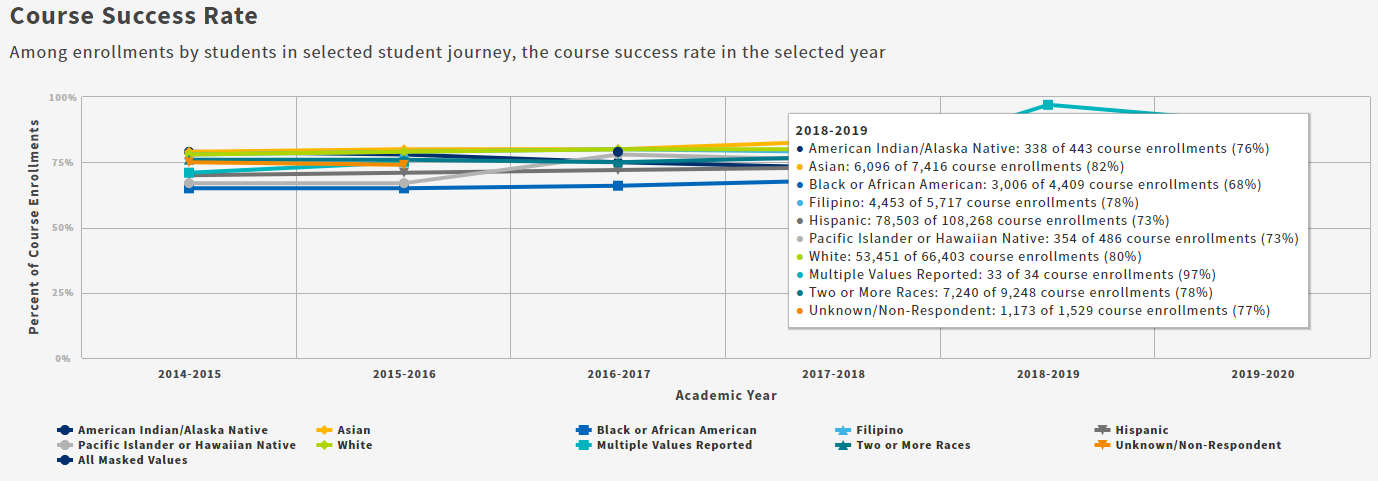 Course Success Rate
Among enrollments by students in selected student journey, the course success rate in the selected year
Percent of Course Enrollments
100%
75%
50%
25%
0%
2018-2019
American Indian/Alaska Native: 338 of 443 course enrollments (76%)
Asian: 6,096 of 7,416 course enrollments (82%)
Black or African American: 3,006 of 4,409 course enrollments (68%)
Filipino: 4,453 of 5,717 course enrollments (78%)
Hispanic: 78,503 of 108,268 course enrollments (73%)
Pacific Islander or Hawaiian Native: 354 of 486 course enrollments (73%)
White: 53,451 of 66,403 course enrollments (80%)
Multiple Values Reported: 33 of 34 course enrollments (97%)
Two or More Races: 7,240 of 9,248 course enrollments (78%)
Unknown/Non-Respondent: 1,173 of 1,529 course enrollments (77%)
2014-2015 2015-2016 2016-2017 2017-2018 2018-2019 2019-2020
Academic Year
American Indian/Alaska Native Asian Black or African American Filipino Hispanic
Pacific Islander or Hawaiian Native White Multiple Values Reported Two or More Races Unknown/Non-Respondent
All Masked Values